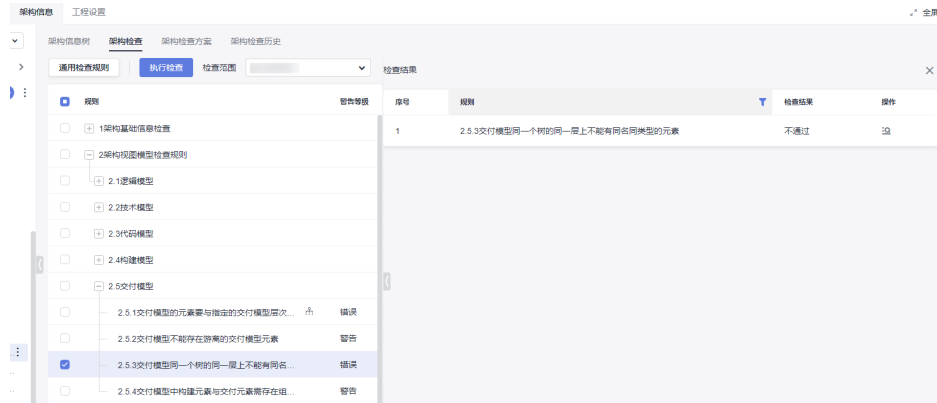 架构信息 工程设置 全屏
架构信息树 架构检查 架构检查方案 架构检查历史
通用检查规则 执行检查 检查范围 检查结果
规则 警告等级 序号 规则 检查结果 操作
1架构基础信息检查 1 2.5.3交付模型同一个树的同一层上不能有同名同类型的元素 不通过
2架构视图模型检查规则
2.1逻辑模型
2.2技术模型
2.3代码模型
2.4构建模型
2.5交付模型
2.5.1交付模型的元素要与指定的交付模型层次... 错误
2.5.2交付模型不能存在游离的交付模型元素 警告
2.5.3交付模型同一个树的同一层上不能有同名... 错误
2.5.4交付模型中构建元素与交付元素需存在组... 警告